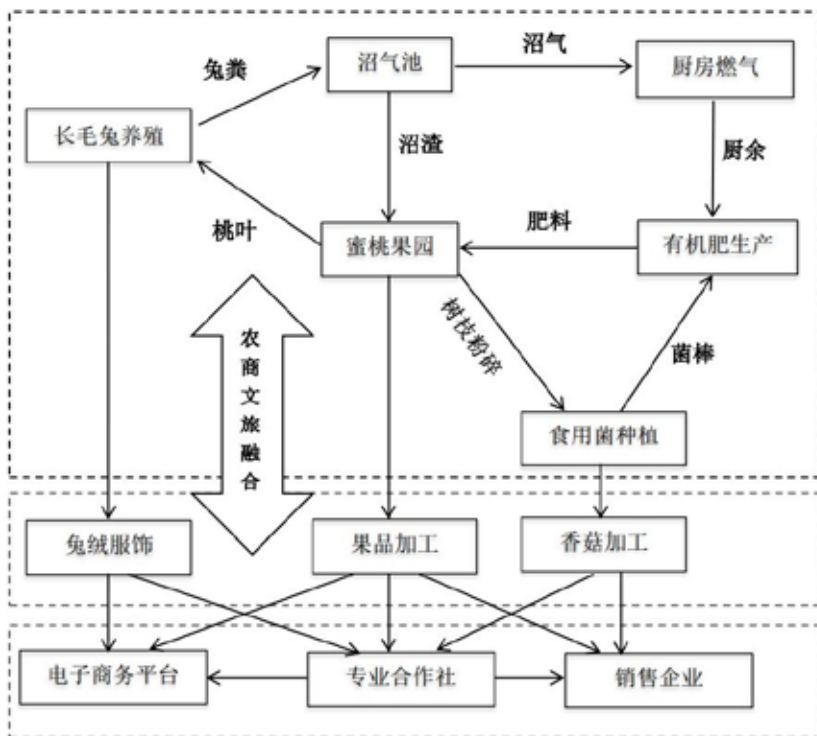 沼气池
沼气
厨房燃气
兔粪
长毛兔养殖
沼渣
厨余
桃叶
蜜桃果园
肥料
有机肥生产
树枝粉碎
菌棒
农
商
文
旅
融
合
食用菌种植
兔绒服饰
果品加工
香菇加工
电子商务平台
专业合作社
销售企业